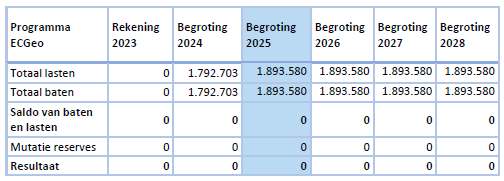 Programma ECGeo Rekening 2023 Begroting 2024 Begroting 2025 Begroting 2026 Begroting 2027 Begroting 2028
Totaal lasten 0 1.792.703 1.893.580 1.893.580 1.893.580 1.893.580
Totaal baten 0 1.792.703 1.893.580 1.893.580 1.893.580 1.893.580
Saldo van baten en lasten 0 0 0 0 0 0
Mutatie reserves 0 0 0 0 0 0
Resultaat 0 0 0 0 0 0